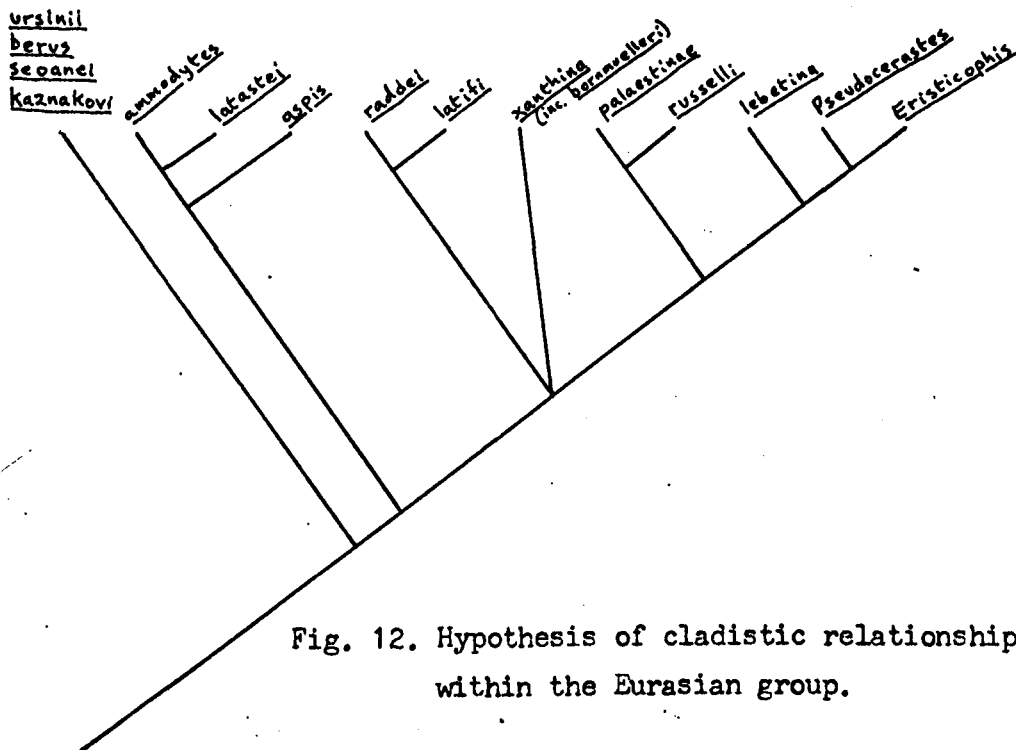 ursinii
berus
seoanei
kaznakovi
ammodytes
latastei
aspis
raddei
latifi
xanthina
(inc. bornmuelleri)
palaestinae
russelli
lebetina
Pseudocerastes
Eristicophis
Fig. 12. Hypothesis of cladistic relationship
within the Eurasian group.